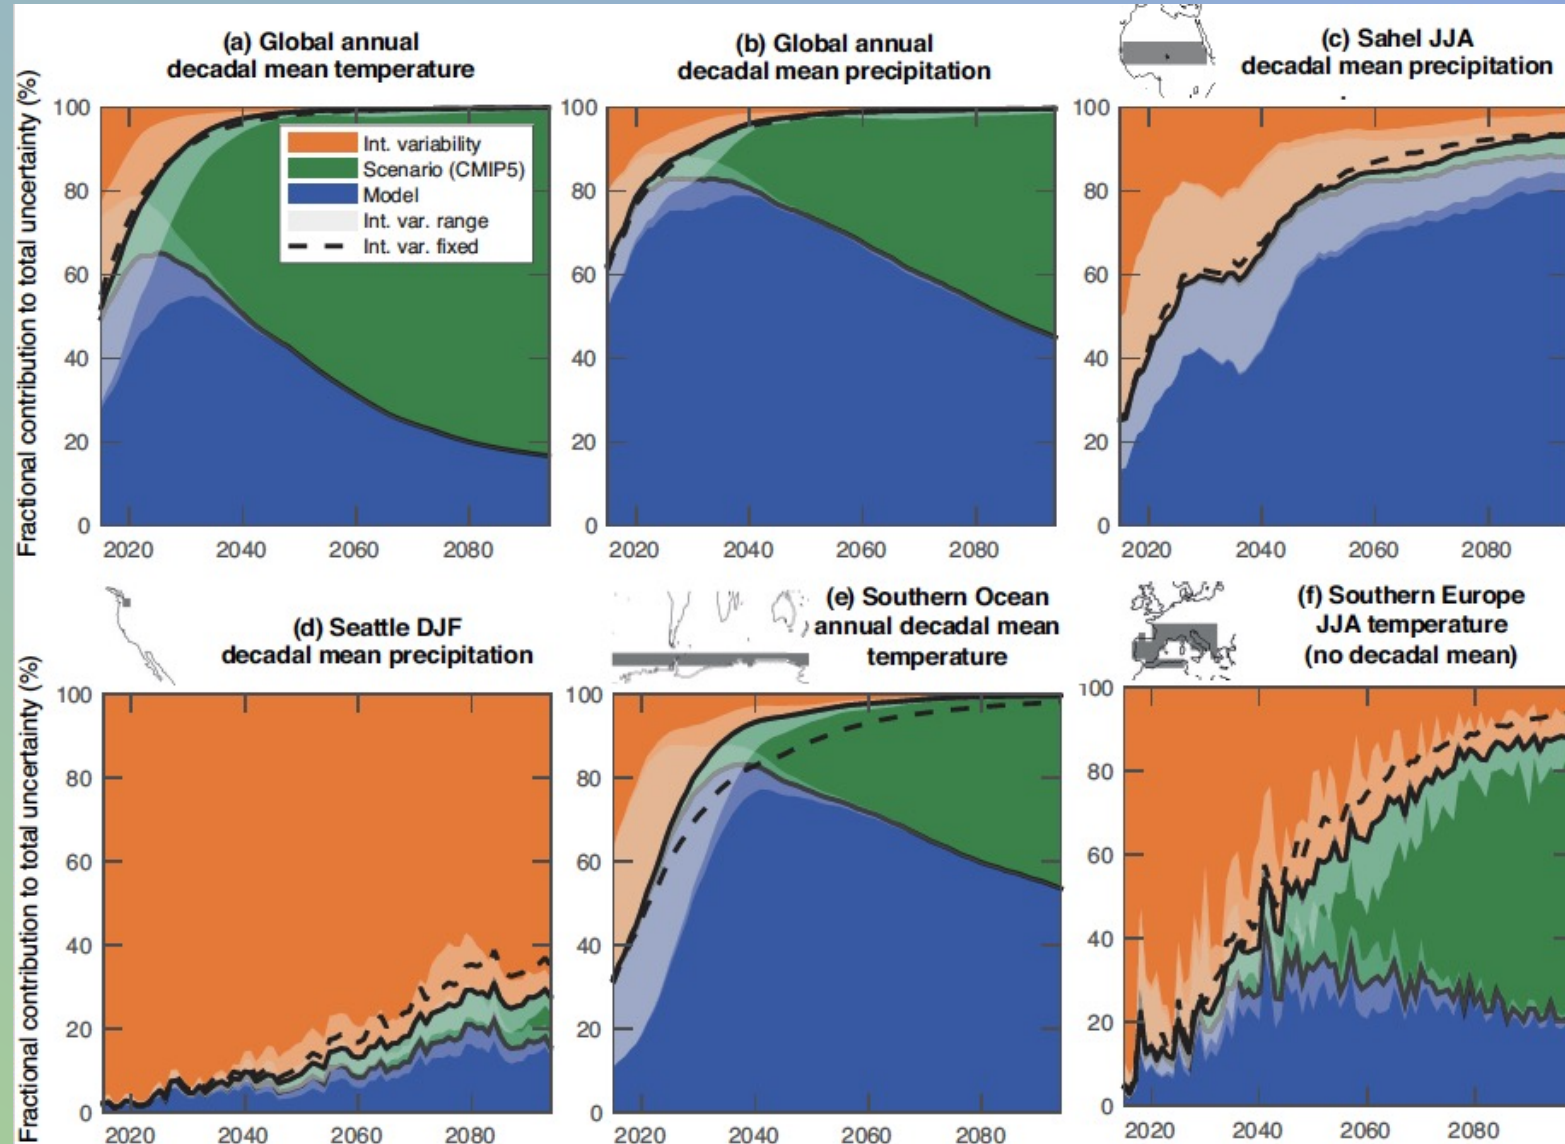 (a) Global annual
decadal mean temperature
(b) Global annual
decadal mean precipitation
(c) Sahel JJA
decadal mean precipitation
Fractional contribution to total uncertainty (%)
100
80
60
40
20
0
2020 2040 2060 2080
Int. variability
Scenario (CMIP5)
Model
Int. var. range
Int. var. fixed
100
80
60
40
20
0
2020 2040 2060 2080
100
80
60
40
20
0
2020 2040 2060 2080
(d) Seattle DJF
decadal mean precipitation
(e) Southern Ocean
annual decadal mean
temperature
(f) Southern Europe
JJA temperature
(no decadal mean)
Fractional contribution to total uncertainty (%)
100
80
60
40
20
0
2020 2040 2060 2080
100
80
60
40
20
0
2020 2040 2060 2080
100
80
60
40
20
0
2020 2040 2060 2080